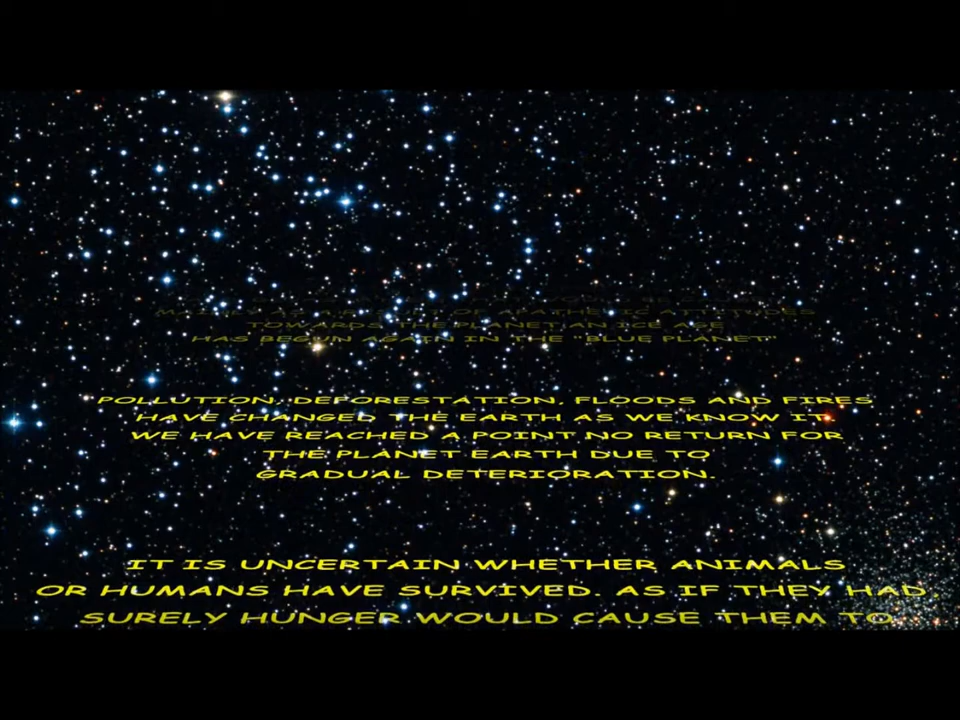 MAINLY AS A RESULT OF APATHETIC ATTITUDES
TOWARDS THE PLANET AN ICE AGE
HAS BEGUN AGAIN IN THE "BLUE PLANET"
POLLUTION, DEFORESTATION, FLOODS AND FIRES
HAVE CHANGED THE EARTH AS WE KNOW IT.
WE HAVE REACHED A POINT NO RETURN FOR
THE PLANET EARTH DUE TO
GRADUAL DETERIORATION.
IT IS UNCERTAIN WHETHER ANIMALS
OR HUMANS HAVE SURVIVED. AS IF THEY HAD,
SURELY HUNGER WOULD CAUSE THEM TO